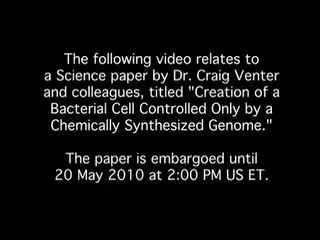 The following video relates to
a Science paper by Dr. Craig Venter
and colleagues, titled "Creation of a
Bacterial Cell Controlled Only by a
Chemically Synthesized Genome."
The paper is embargoed until
20 May 2010 at 2:00 PM US ET.